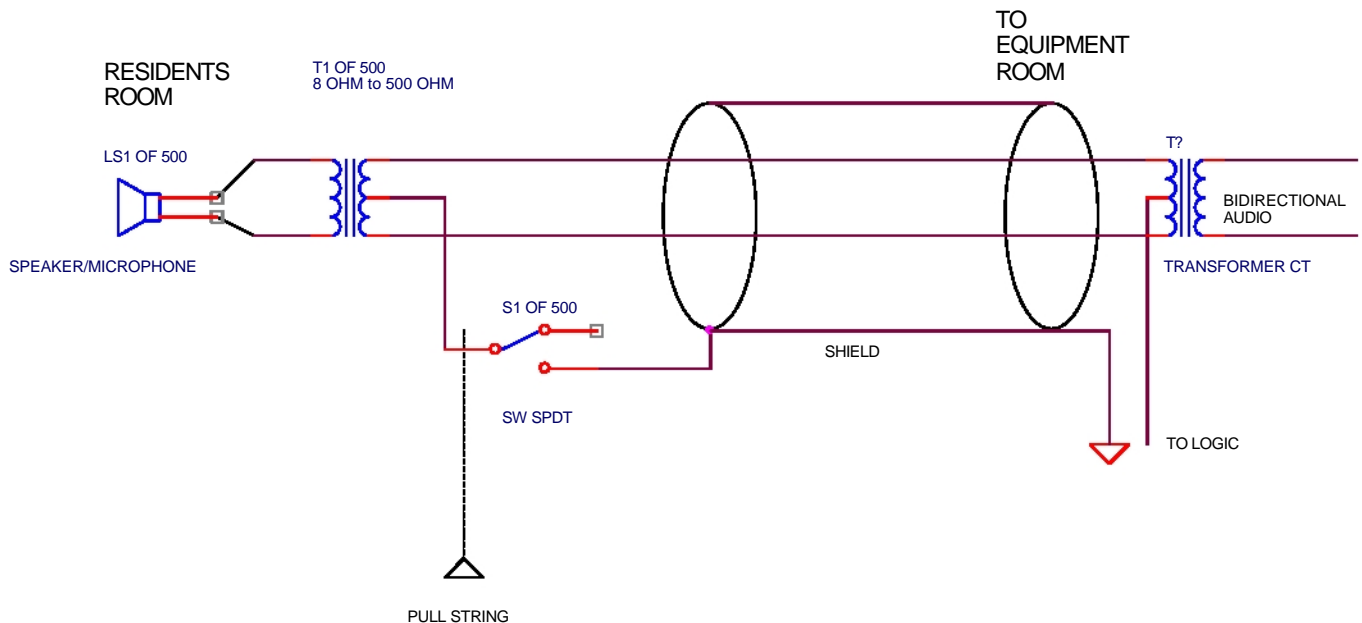 TO
EQUIPMENT
ROOM
RESIDENTS
ROOM
T1 OF 500
8 OHM to 500 OHM
LS1 OF 500
T?
BIDIRECTIONAL
AUDIO
SPEAKER/MICROPHONE
TRANSFORMER CT
S1 OF 500
SHIELD
SW SPDT
TO LOGIC
PULL STRING